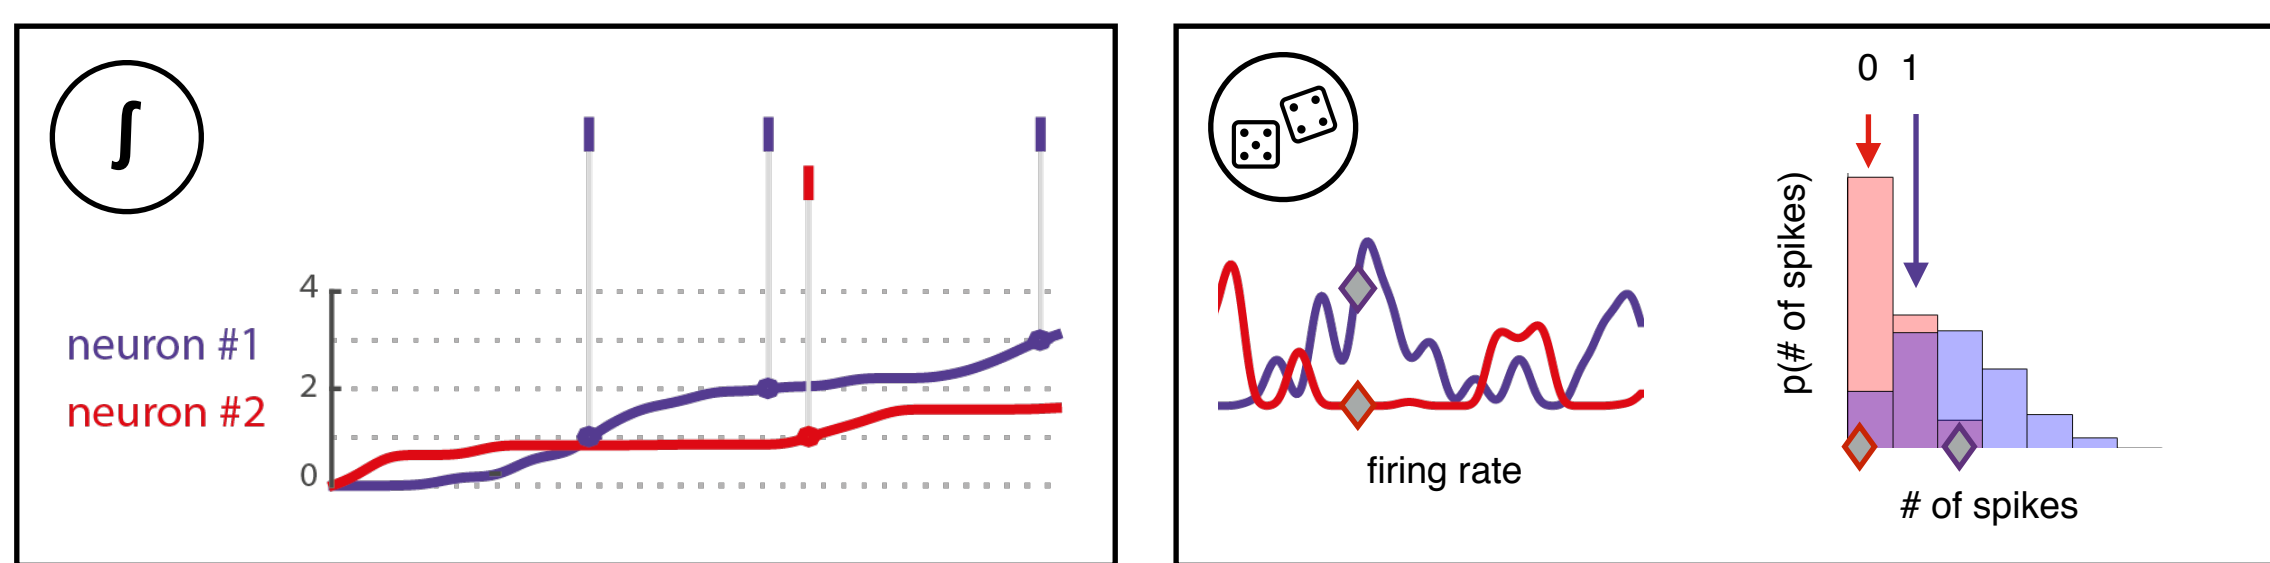 ∫
4
2
0
neuron #1
neuron #2
firing rate
0 1
p(# of spikes)
# of spikes